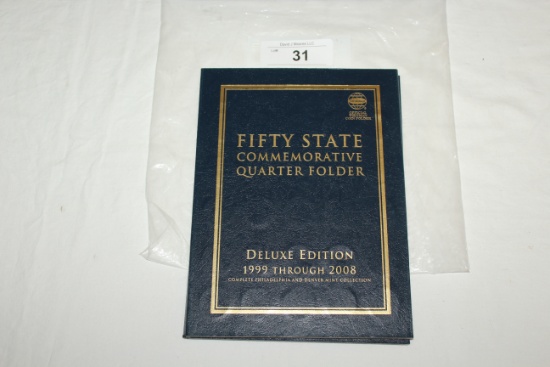 31
FIFTY STATE
COMMEMORATIVE
QUARTER FOLDER
DELUXE EDITION
1999 THROUGH 2008
COMPLETE PHILADELPHIA AND DENVER MINT COLLECTION